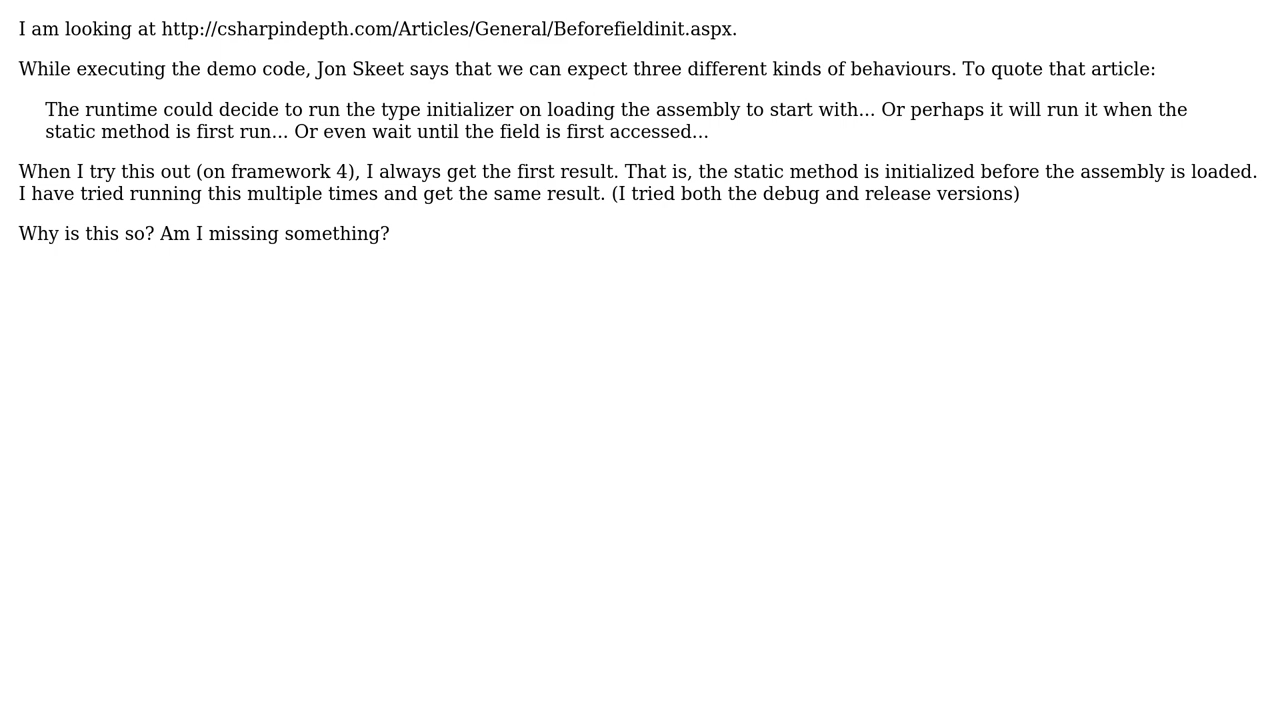 I am looking at http://csharpindepth.com/Articles/General/Beforefieldinit.aspx.
While executing the demo code, Jon Skeet says that we can expect three different kinds of behaviours. To quote that article:
The runtime could decide to run the type initializer on loading the assembly to start with... Or perhaps it will run it when the
static method is first run... Or even wait until the field is first accessed...
When I try this out (on framework 4), I always get the first result. That is, the static method is initialized before the assembly is loaded.
I have tried running this multiple times and get the same result. (I tried both the debug and release versions)
Why is this so? Am I missing something?